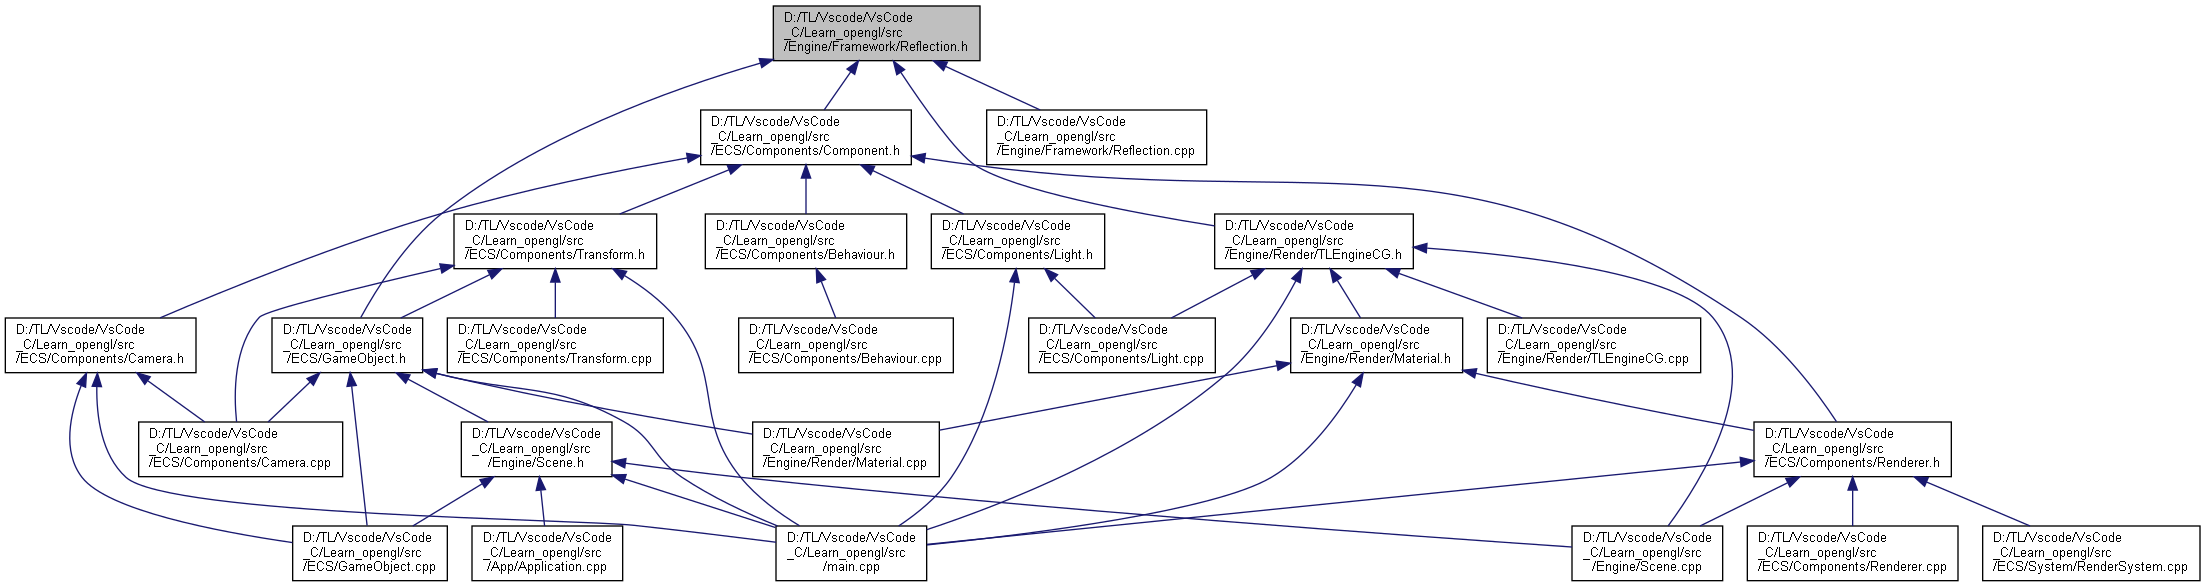 D:/TL/Vscode/VsCode
_C/Learn_opengl/src
/Engine/Framework/Reflection.h
D:/TL/Vscode/VsCode
_C/Learn_opengl/src
/ECS/Components/Component.h
D:/TL/Vscode/VsCode
_C/Learn_opengl/src
/Engine/Framework/Reflection.cpp
D:/TL/Vscode/VsCode
_C/Learn_opengl/src
/ECS/Components/Transform.h
D:/TL/Vscode/VsCode
_C/Learn_opengl/src
/ECS/Components/Behaviour.h
D:/TL/Vscode/VsCode
_C/Learn_opengl/src
/ECS/Components/Light.h
D:/TL/Vscode/VsCode
_C/Learn_opengl/src
/Engine/Render/TLEngineCG.h
D:/TL/Vscode/VsCode
_C/Learn_opengl/src
/ECS/Components/Camera.h
D:/TL/Vscode/VsCode
_C/Learn_opengl/src
/ECS/GameObject.h
D:/TL/Vscode/VsCode
_C/Learn_opengl/src
/ECS/Components/Transform.cpp
D:/TL/Vscode/VsCode
_C/Learn_opengl/src
/ECS/Components/Behaviour.cpp
D:/TL/Vscode/VsCode
_C/Learn_opengl/src
/ECS/Components/Light.cpp
D:/TL/Vscode/VsCode
_C/Learn_opengl/src
/Engine/Render/Material.h
D:/TL/Vscode/VsCode
_C/Learn_opengl/src
/Engine/Render/TLEngineCG.cpp
D:/TL/Vscode/VsCode
_C/Learn_opengl/src
/ECS/Components/Camera.cpp
D:/TL/Vscode/VsCode
_C/Learn_opengl/src
/Engine/Scene.h
D:/TL/Vscode/VsCode
_C/Learn_opengl/src
/Engine/Render/Material.cpp
D:/TL/Vscode/VsCode
_C/Learn_opengl/src
/ECS/Components/Renderer.h
D:/TL/Vscode/VsCode
_C/Learn_opengl/src
/ECS/GameObject.cpp
D:/TL/Vscode/VsCode
_C/Learn_opengl/src
/App/Application.cpp
D:/TL/Vscode/VsCode
_C/Learn_opengl/src
/main.cpp
D:/TL/Vscode/VsCode
_C/Learn_opengl/src
/Engine/Scene.cpp
D:/TL/Vscode/VsCode
_C/Learn_opengl/src
/ECS/Components/Renderer.cpp
D:/TL/Vscode/VsCode
_C/Learn_opengl/src
/ECS/System/RenderSystem.cpp